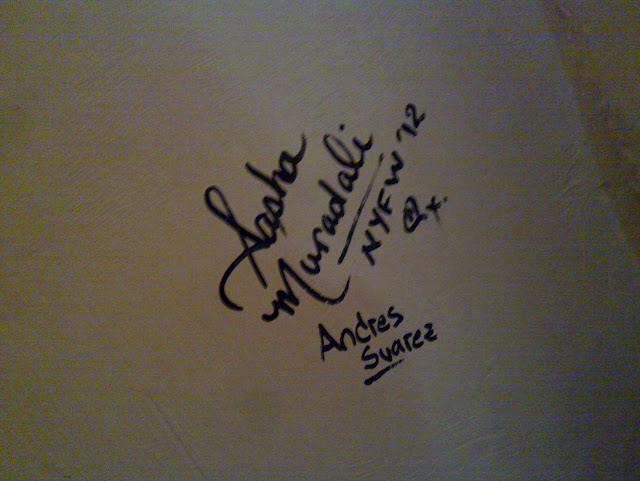 Sasha
Muradali
NYFW '12
x.
Andres
Suarez